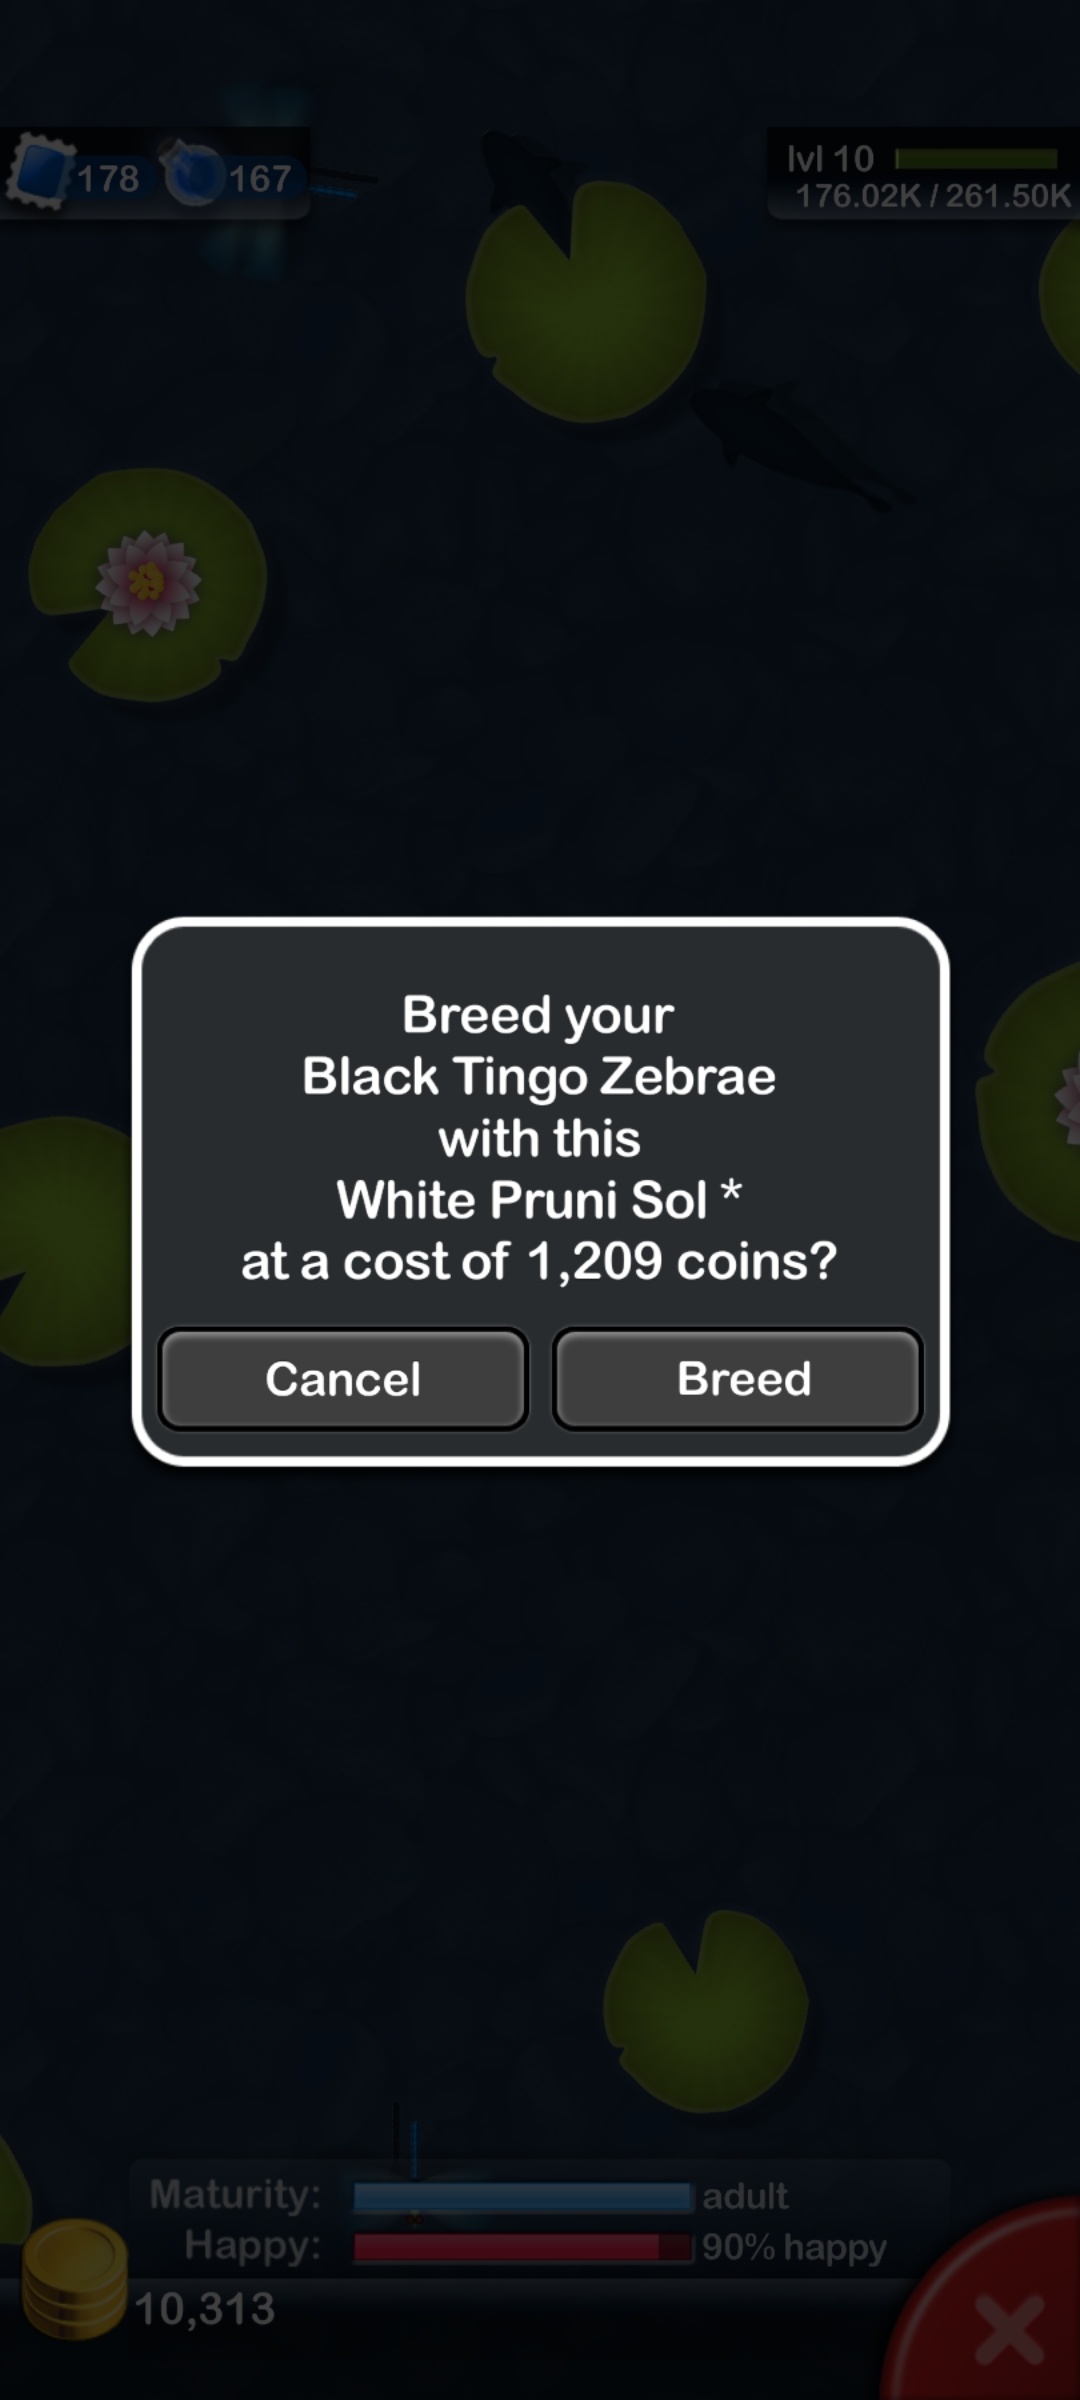 178
167
lvl 10
176.02K / 261.50K
Breed your
Black Tingo Zebrae
with this
White Pruni Sol *
at a cost of 1,209 coins?
Cancel
Breed
Maturity:
adult
Happy:
90% happy
10,313